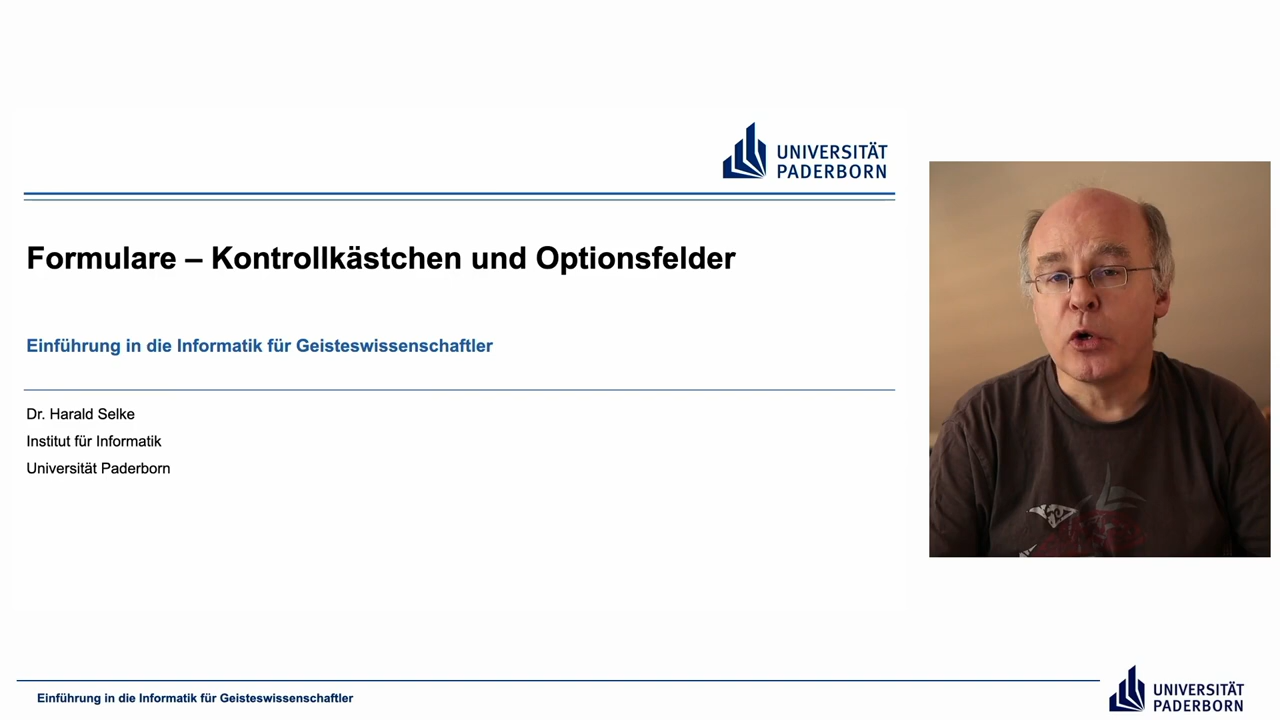 UNIVERSITÄT
PADERBORN
Formulare – Kontrollkästchen und Optionsfelder
Einführung in die Informatik für Geisteswissenschaftler
Dr. Harald Selke
Institut für Informatik
Universität Paderborn
Einführung in die Informatik für Geisteswissenschaftler
UNIVERSITÄT
PADERBORN